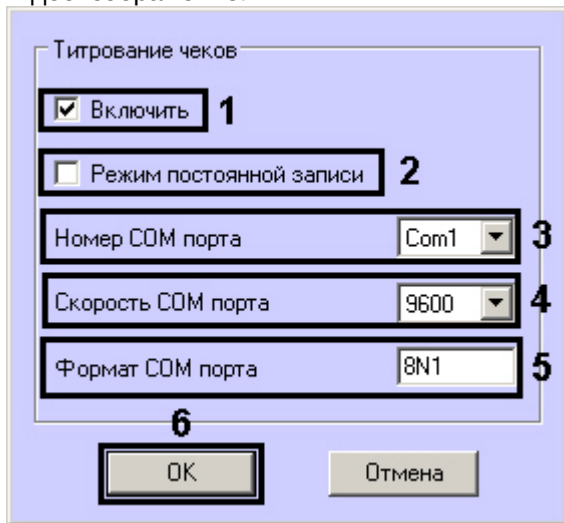 Титрование чеков
Включить 1
Режим постоянной записи 2
Номер COM порта Com1 3
Скорость COM порта 9600 4
Формат COM порта 8N1 5
6
OK Отмена